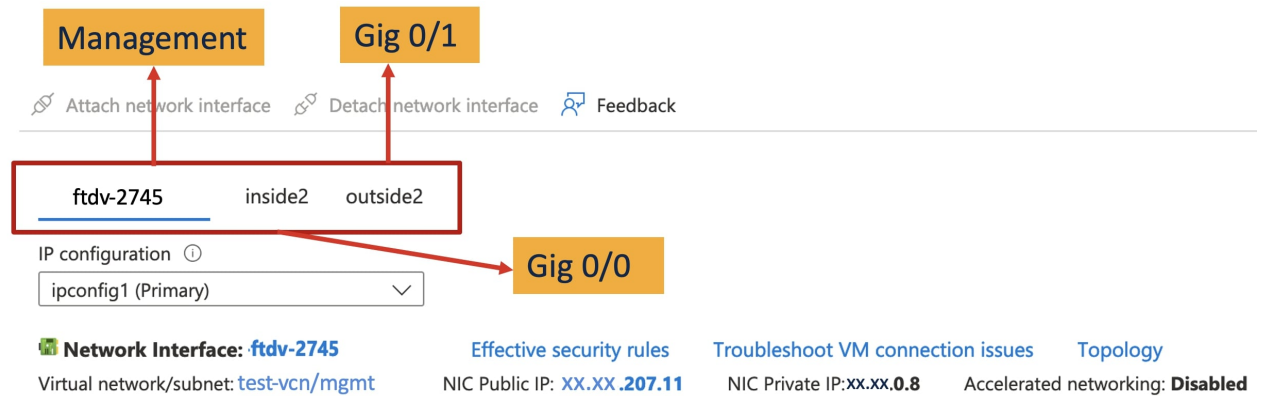 Management Gig 0/1
Attach network interface Detach network interface Feedback
ftdv-2745 inside2 outside2
IP configuration
Gig 0/0
ipconfig1 (Primary)
Network Interface: ftdv-2745 Effective security rules Troubleshoot VM connection issues Topology
Virtual network/subnet: test-vcn/mgmt NIC Public IP: XX.XX.207.11 NIC Private IP:xx.xx.0.8 Accelerated networking: Disabled